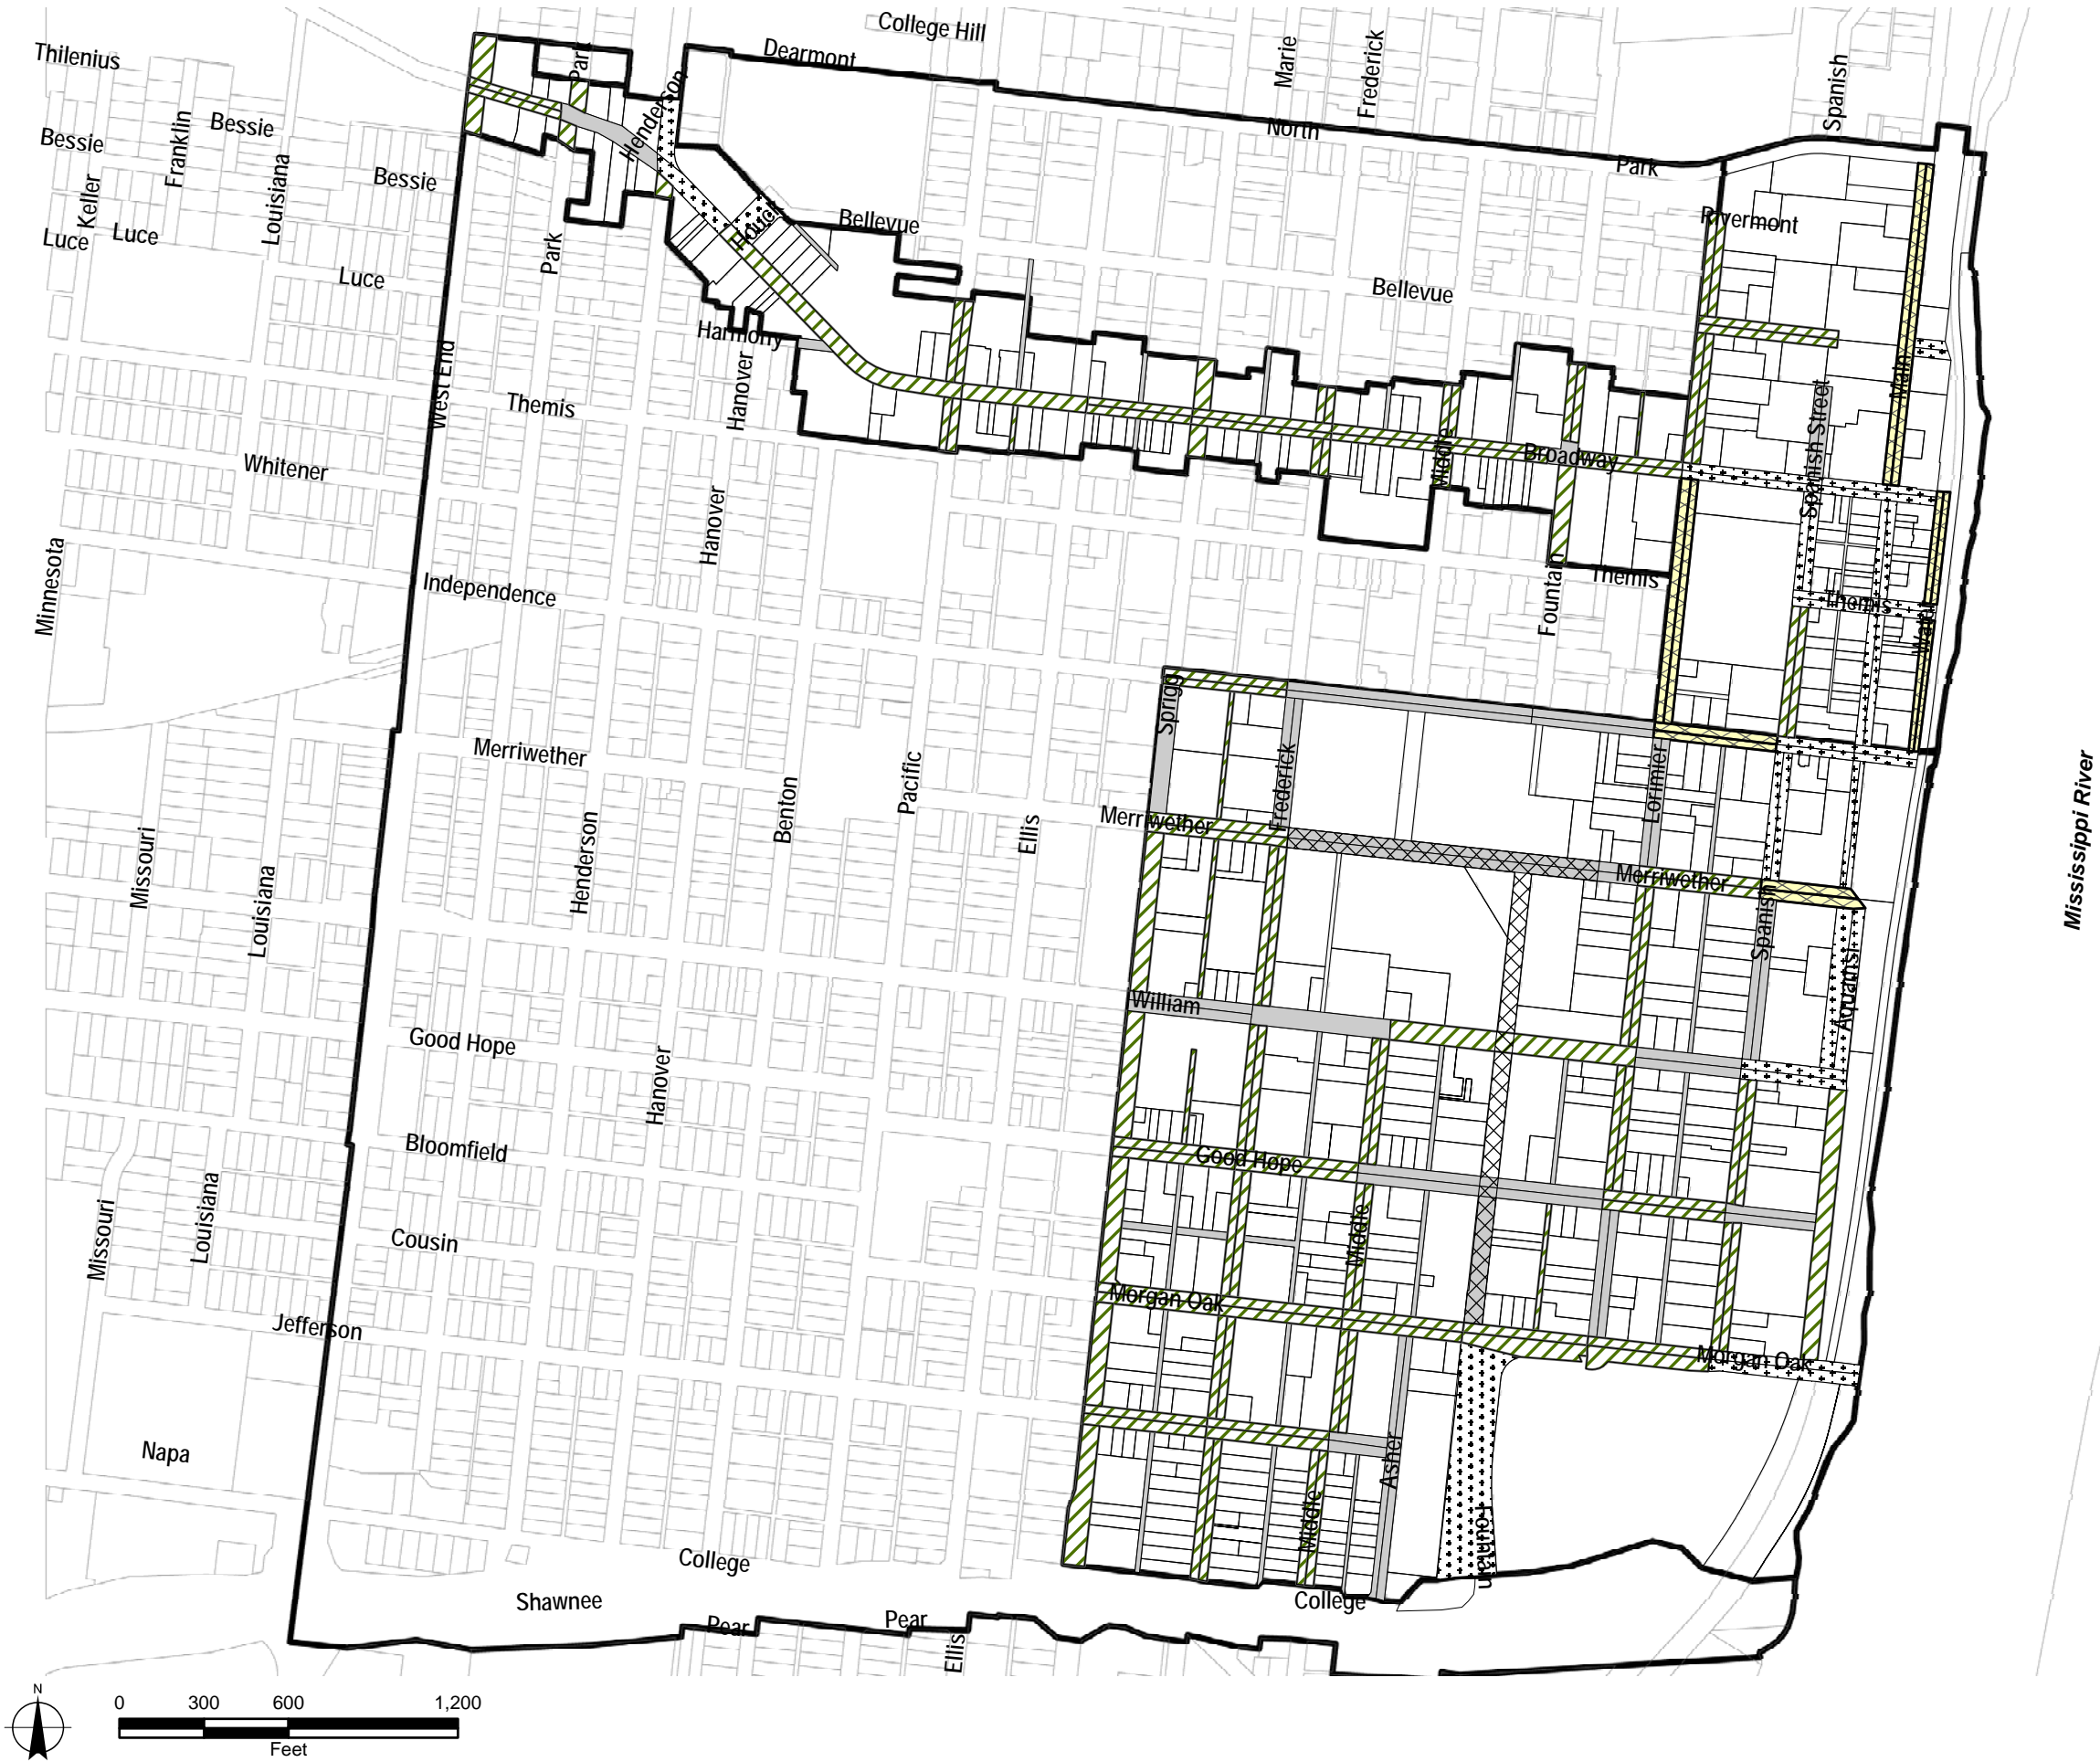 College Hill
Thilenius
Park
Dearmont
Marie
Frederick
Spanish
Henderson
Bessie
Franklin
Bessie
North
Keller
Louisiana
Bessie
Park
Luce
Luce
Houck
Bellevue
Rivermont
Park
Luce
Bellevue
Harmony
West End
Hanover
Main
Themis
Spanish Street
Whitener
Middle
Broadway
Hanover
Minnesota
Independence
Fountain
Themis
Themis
Water
Sprigg
Merriwether
Pacific
Frederick
Lorimier
Mississippi River
Benton
Merriwether
Ellis
Missouri
Henderson
Merriwether
Louisiana
Spanish
William
Aquamsi
Good Hope
Hanover
Bloomfield
Good Hope
Missouri
Louisiana
Cousin
Middle
Morgan Oak
Jefferson
Morgan Oak
Napa
Asher
Middle
Fountain
College
Shawnee
College
Pear
Pear
Ellis
N
0 300 600 1,200
Feet